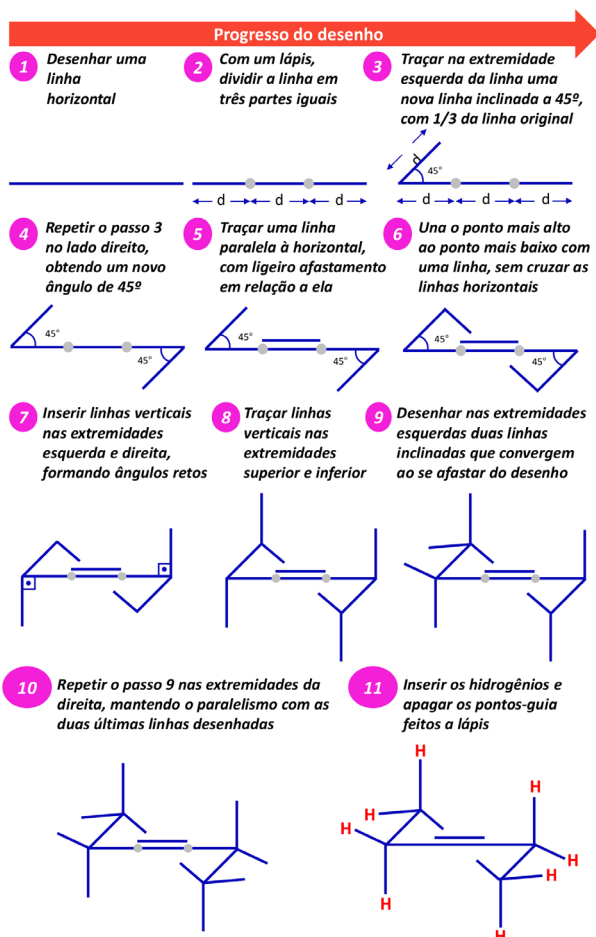 Progresso do desenho
1
Desenhar uma
linha
horizontal
2
Com um lápis,
dividir a linha em
três partes iguais
3
Traçar na extremidade
esquerda da linha uma
nova linha inclinada a 45º,
com 1/3 da linha original
d d d
d
45°
d d d
4
Repetir o passo 3
no lado direito,
obtendo um novo
ângulo de 45º
5
Traçar uma linha
paralela à horizontal,
com ligeiro afastamento
em relação a ela
6
Una o ponto mais alto
ao ponto mais baixo com
uma linha, sem cruzar as
linhas horizontais
45°
45°
45°
45°
45°
45°
7
Inserir linhas verticais
nas extremidades
esquerda e direita,
formando ângulos retos
8
Traçar linhas
verticais nas
extremidades
superior e inferior
9
Desenhar nas extremidades
esquerdas duas linhas
inclinadas que convergem
ao se afastar do desenho
10
Repetir o passo 9 nas extremidades da
direita, mantendo o paralelismo com as
duas últimas linhas desenhadas
11
Inserir os hidrogênios e
apagar os pontos-guia
feitos a lápis
H
H
H
H
H
H
H
H